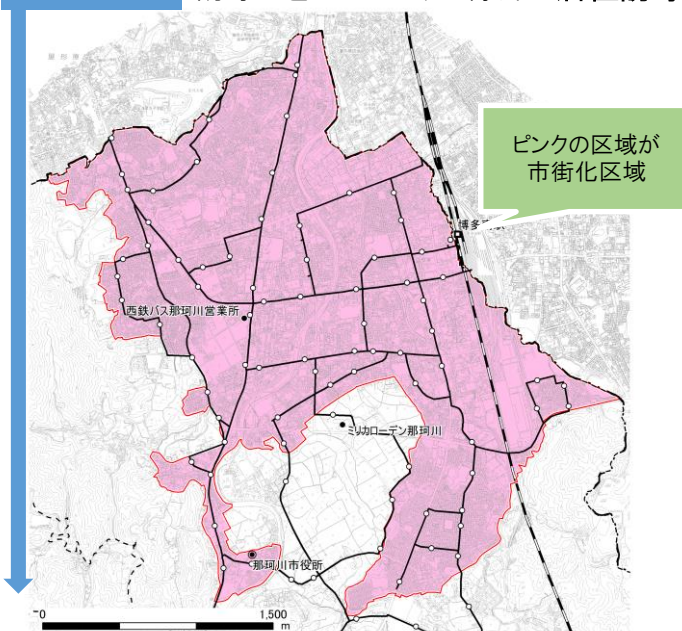 ピンクの区域が
市街化区域
西鉄バス那珂川営業所
ミリカローデン那珂川
那珂川市役所
0
1,500
m